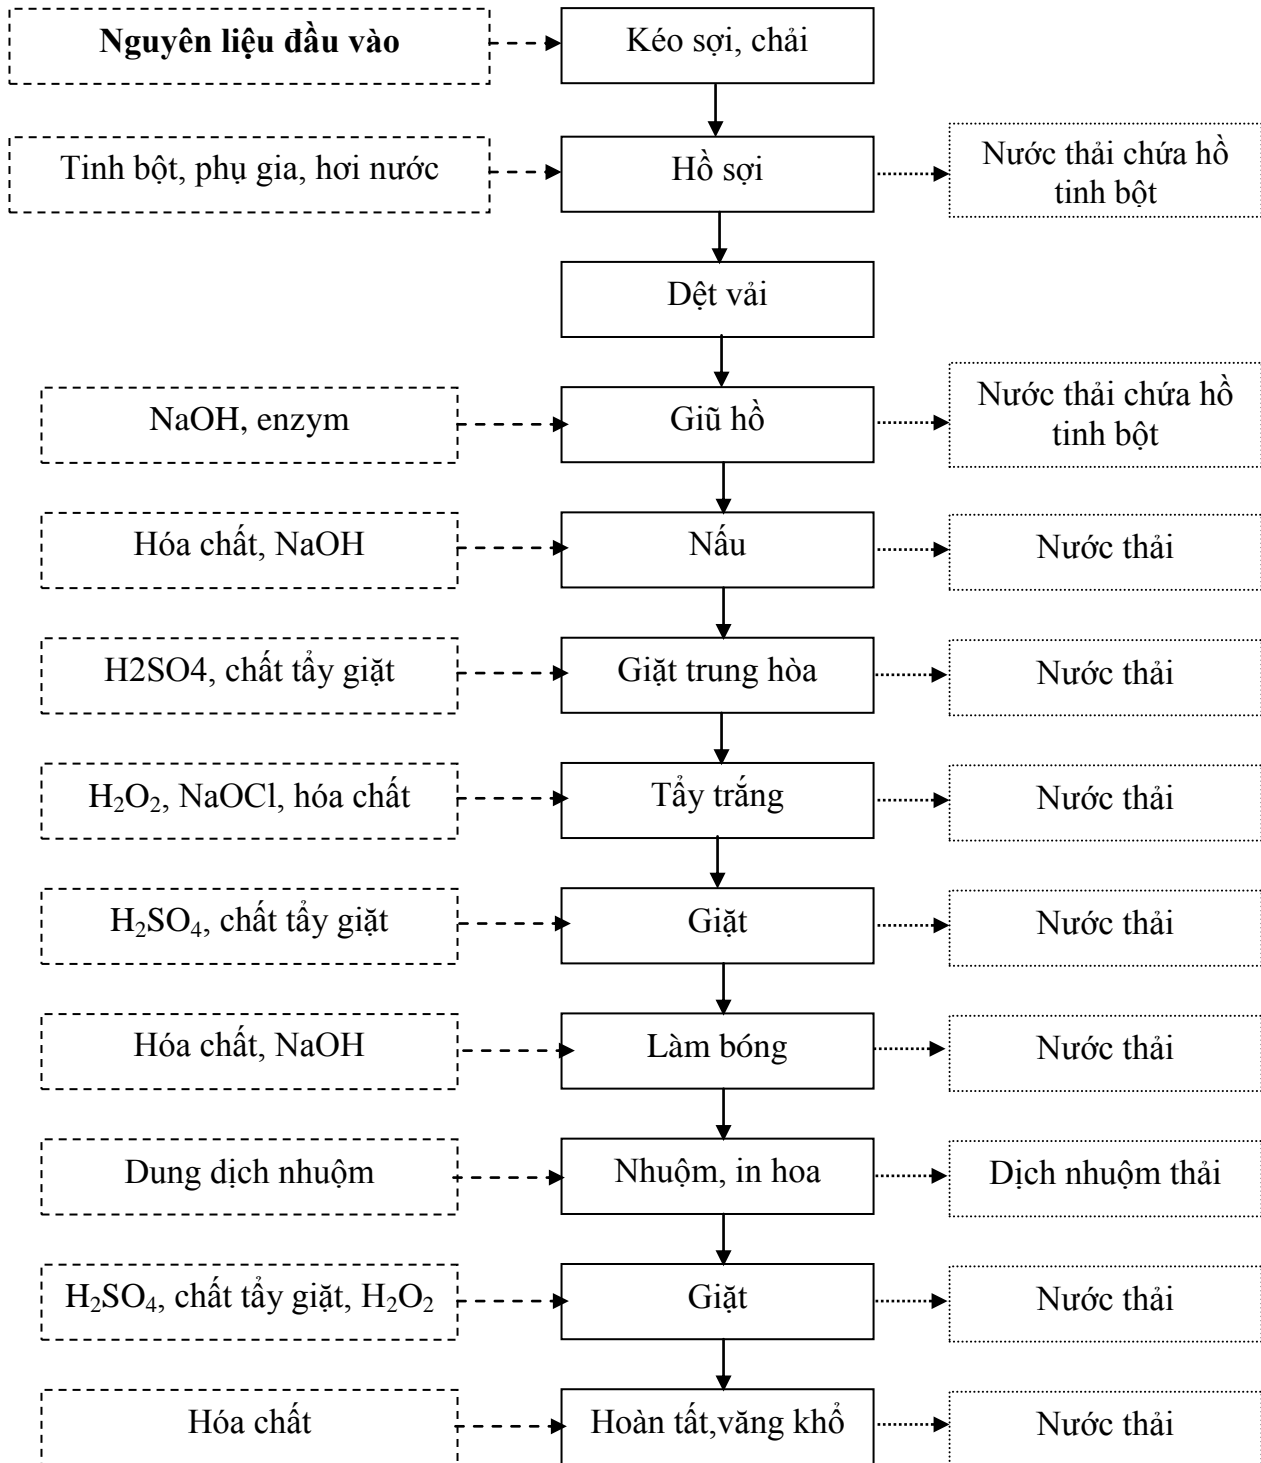 Nguyên liệu đầu vào
Kéo sợi, chải
Tinh bột, phụ gia, hơi nước
Hồ sợi
Nước thải chứa hồ
tinh bột
Dệt vải
NaOH, enzym
Giũ hồ
Nước thải chứa hồ
tinh bột
Hóa chất, NaOH
Nấu
Nước thải
H2SO4, chất tẩy giặt
Giặt trung hòa
Nước thải
H₂O₂, NaOCl, hóa chất
Tẩy trắng
Nước thải
H₂SO₄, chất tẩy giặt
Giặt
Nước thải
Hóa chất, NaOH
Làm bóng
Nước thải
Dung dịch nhuộm
Nhuộm, in hoa
Dịch nhuộm thải
H₂SO₄, chất tẩy giặt, H₂O₂
Giặt
Nước thải
Hóa chất
Hoàn tất,văng khổ
Nước thải